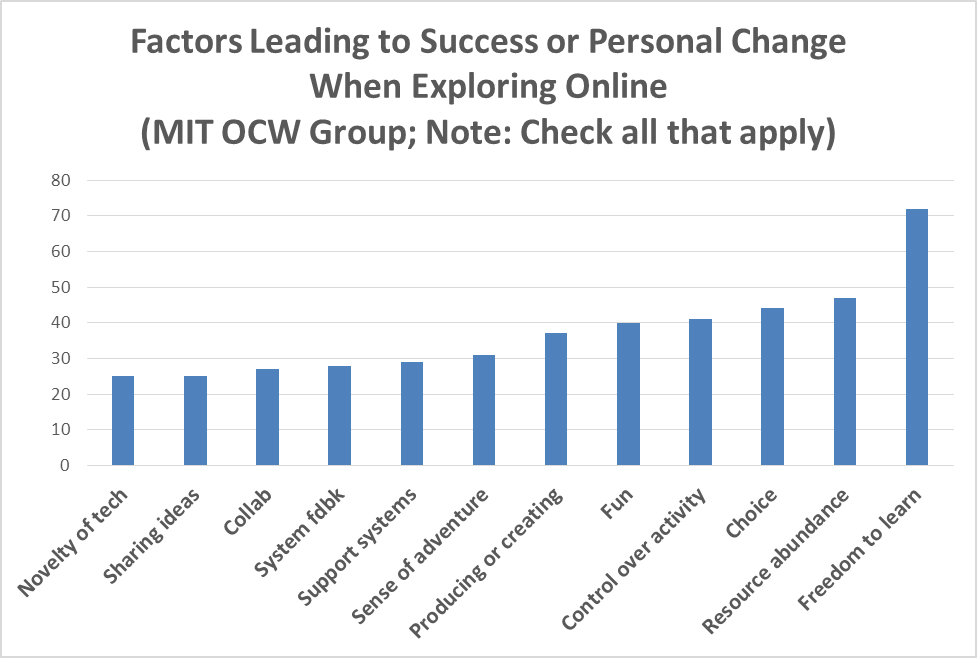 Factors Leading to Success or Personal Change
When Exploring Online
(MIT OCW Group; Note: Check all that apply)
80
70
60
50
40
30
20
10
0
Novelty of tech
Sharing ideas
Collab
System fdbk
Support systems
Sense of adventure
Producing or creating
Fun
Control over activity
Choice
Resource abundance
Freedom to learn